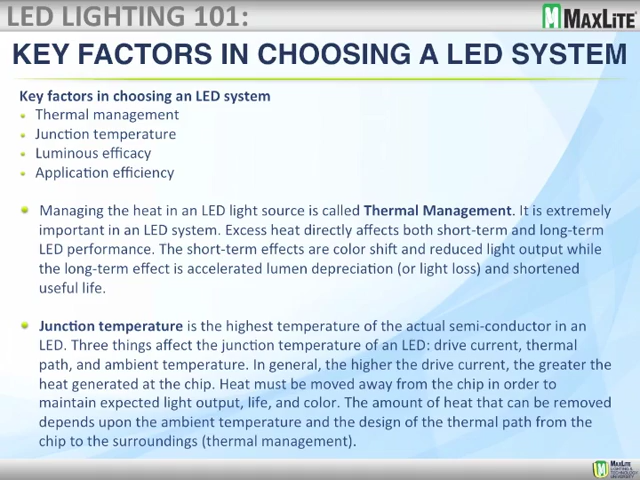 LED LIGHTING 101:
MAXLITE®
KEY FACTORS IN CHOOSING A LED SYSTEM
Key factors in choosing an LED system
Thermal management
Junction temperature
Luminous efficacy
Application efficiency
Managing the heat in an LED light source is called Thermal Management. It is extremely
important in an LED system. Excess heat directly affects both short-term and long-term
LED performance. The short-term effects are color shift and reduced light output while
the long-term effect is accelerated lumen depreciation (or light loss) and shortened
useful life.
Junction temperature is the highest temperature of the actual semi-conductor in an
LED. Three things affect the junction temperature of an LED: drive current, thermal
path, and ambient temperature. In general, the higher the drive current, the greater the
heat generated at the chip. Heat must be moved away from the chip in order to
maintain expected light output, life, and color. The amount of heat that can be removed
depends upon the ambient temperature and the design of the thermal path from the
chip to the surroundings (thermal management).
MAXLITE
LIGHTING &
TECHNOLOGY
UNIVERSITY